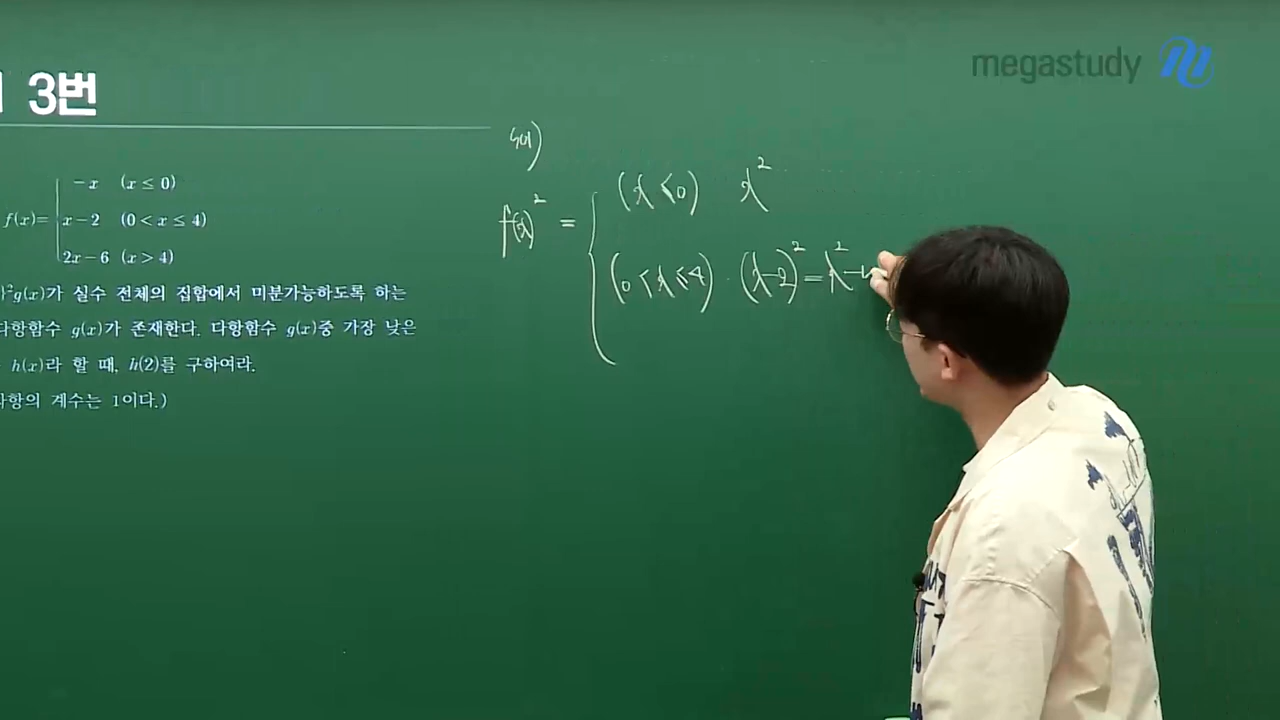 megastudy
3번
f(x)= -x (x ≤ 0)
x-2 (0 < x ≤ 4)
2x-6 (x > 4)
)}²g(x)가 실수 전체의 집합에서 미분가능하도록 하는
다항함수 g(x)가 존재한다. 다항함수 g(x)중 가장 낮은
h(x)라 할 때, h(2)를 구하여라.
차항의 계수는 1이다.)
f(x)² = { (x ≤ 0) x²
(0 < x ≤ 4) · (x-2)² = x² -4